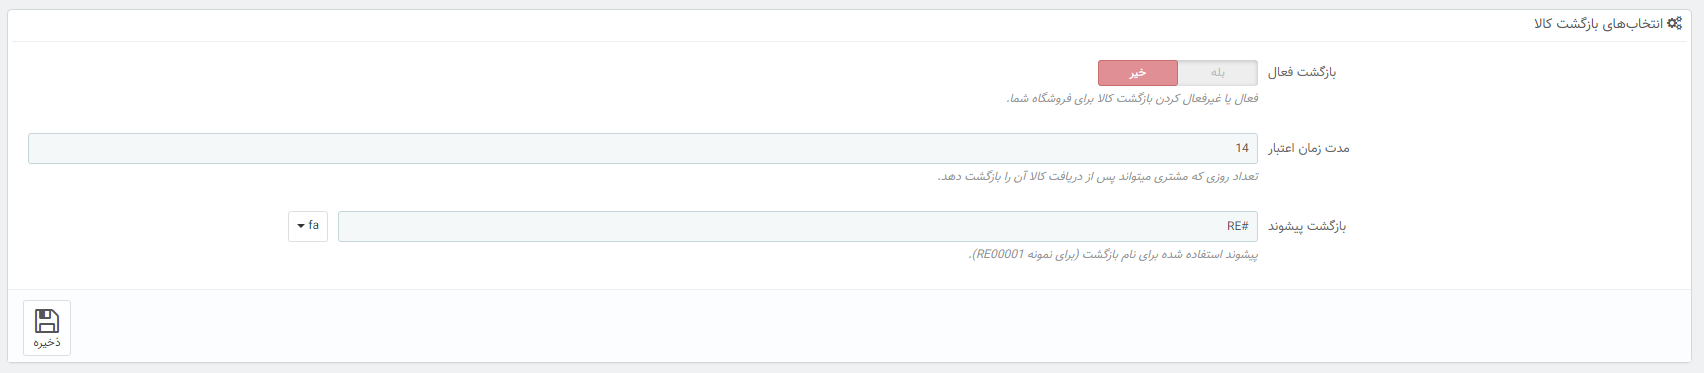 انتخاب‌های بازگشت کالا
بازگشت فعال
بله
خیر
فعال یا غیرفعال کردن بازگشت کالا برای فروشگاه شما.
مدت زمان اعتبار
14
تعداد روزی که مشتری میتواند پس از دریافت کالا آن را بازگشت دهد.
بازگشت پیشوند
RE#
fa
پیشوند استفاده شده برای نام بازگشت (برای نمونه RE00001).
ذخیره